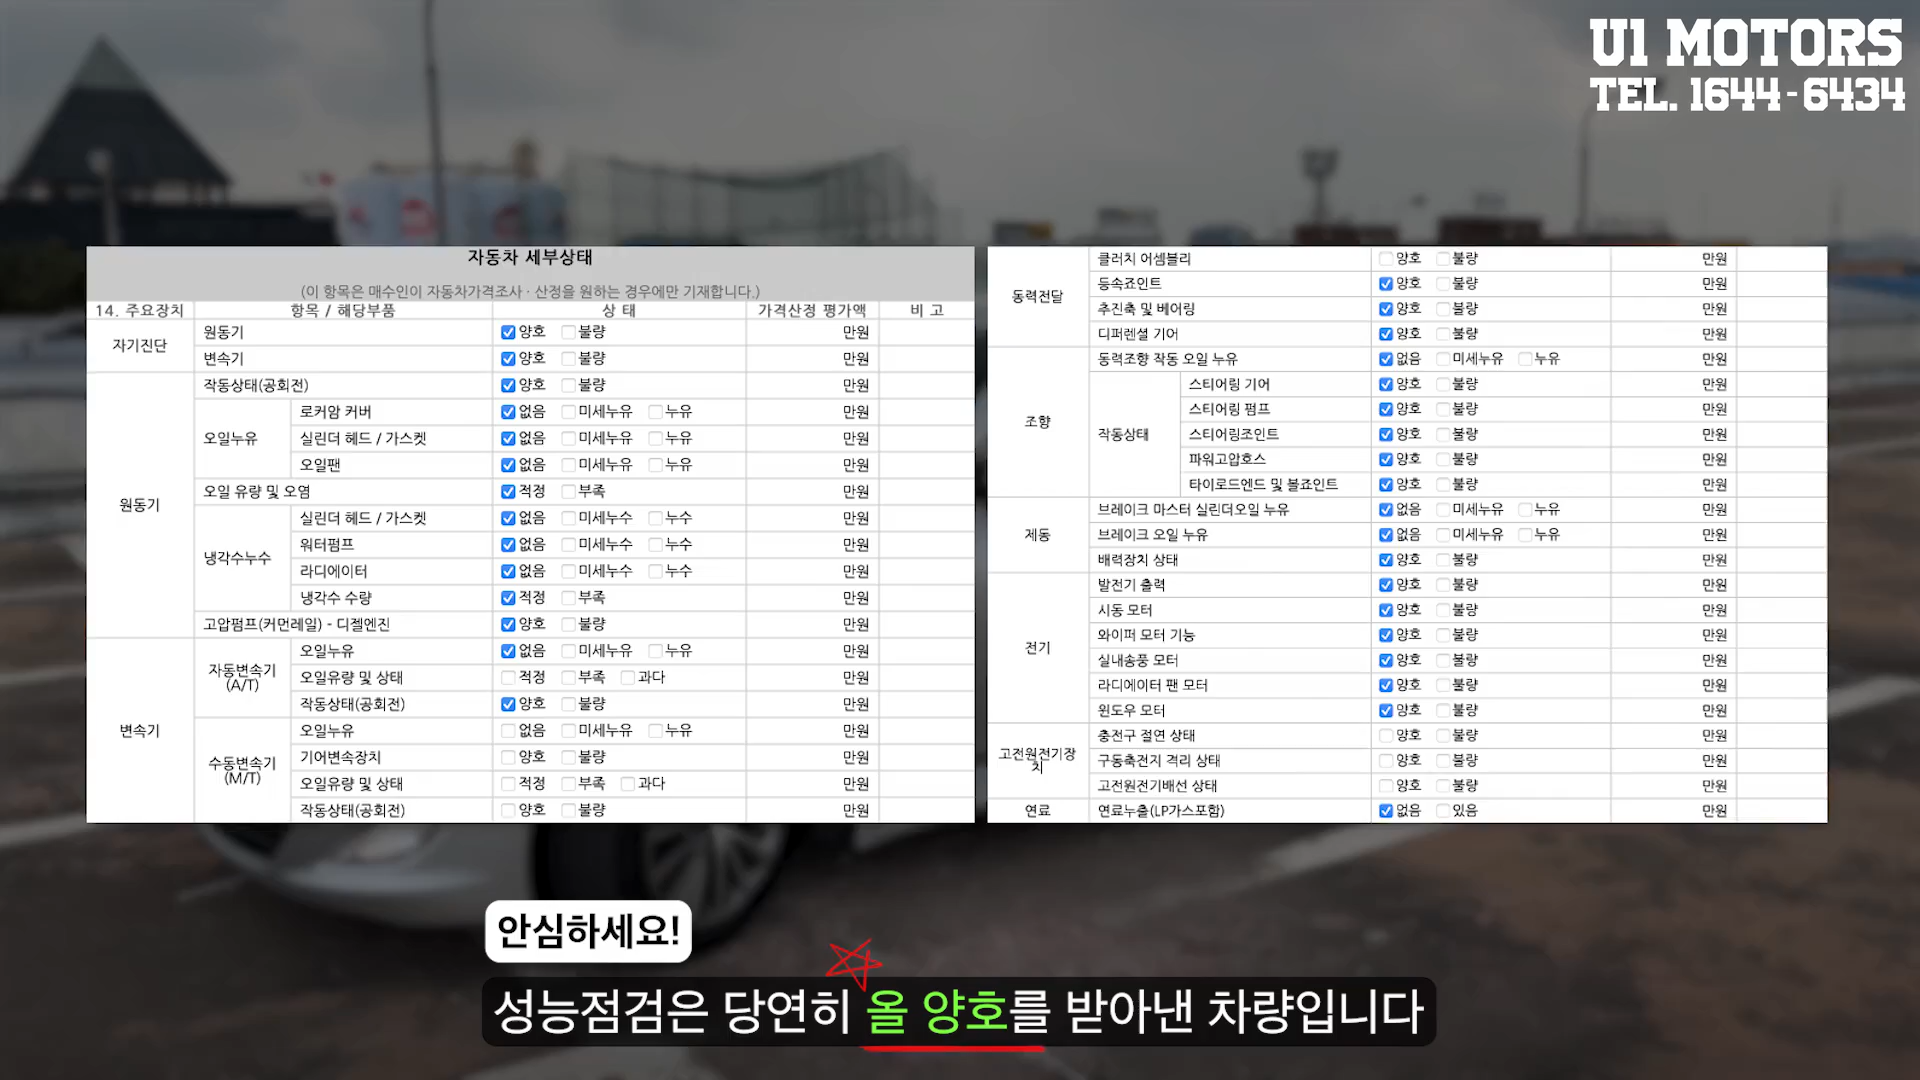 U1 MOTORS
TEL. 1644-6434
자동차 세부상태
(이 항목은 매수인이 자동차가격조사 · 산정을 원하는 경우에만 기재합니다.)
14. 주요장치 항목 / 해당부품 상 태 가격산정 평가액 비 고
자기진단 원동기 양호 불량 만원
변속기 양호 불량 만원
원동기 작동상태(공회전) 양호 불량 만원
오일누유 로커암 커버 없음 미세누유 누유 만원
실린더 헤드 / 가스켓 없음 미세누유 누유 만원
오일팬 없음 미세누유 누유 만원
오일 유량 및 오염 적정 부족 만원
냉각수누수 실린더 헤드 / 가스켓 없음 미세누수 누수 만원
워터펌프 없음 미세누수 누수 만원
라디에이터 없음 미세누수 누수 만원
냉각수 수량 적정 부족 만원
고압펌프(커먼레일) - 디젤엔진 양호 불량 만원
변속기 자동변속기 (A/T) 오일누유 없음 미세누유 누유 만원
오일유량 및 상태 적정 부족 과다 만원
작동상태(공회전) 양호 불량 만원
수동변속기 (M/T) 오일누유 없음 미세누유 누유 만원
기어변속장치 양호 불량 만원
오일유량 및 상태 적정 부족 과다 만원
작동상태(공회전) 양호 불량 만원
동력전달 클러치 어셈블리 양호 불량 만원
등속죠인트 양호 불량 만원
추진축 및 베어링 양호 불량 만원
디퍼렌셜 기어 양호 불량 만원
조향 동력조향 작동 오일 누유 없음 미세누유 누유 만원
작동상태 스티어링 기어 양호 불량 만원
스티어링 펌프 양호 불량 만원
스티어링조인트 양호 불량 만원
파워고압호스 양호 불량 만원
타이로드엔드 및 볼죠인트 양호 불량 만원
제동 브레이크 마스터 실린더오일 누유 없음 미세누유 누유 만원
브레이크 오일 누유 없음 미세누유 누유 만원
배력장치 상태 양호 불량 만원
전기 발전기 출력 양호 불량 만원
시동 모터 양호 불량 만원
와이퍼 모터 기능 양호 불량 만원
실내송풍 모터 양호 불량 만원
라디에이터 팬 모터 양호 불량 만원
윈도우 모터 양호 불량 만원
고전원전기장치 충전구 절연 상태 양호 불량 만원
구동축전지 격리 상태 양호 불량 만원
고전원전기배선 상태 양호 불량 만원
연료 연료누출(LP가스포함) 없음 있음 만원
안심하세요!
성능점검은 당연히 올 양호를 받아낸 차량입니다